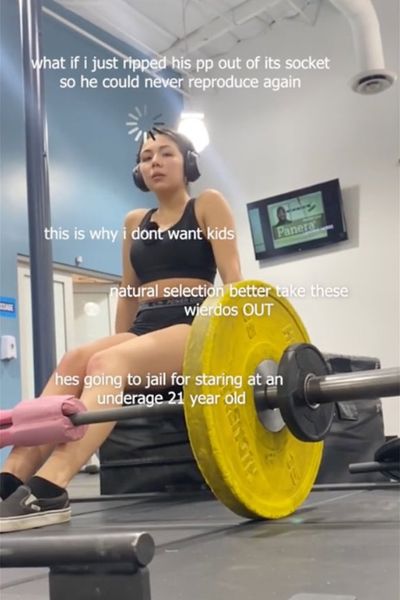 what if i just ripped his pp out of its socket
so he could never reproduce again
this is why i dont want kids
Panera
natural selection better take these
wierdos OUT
hes going to jail for staring at an
underage 21 year old